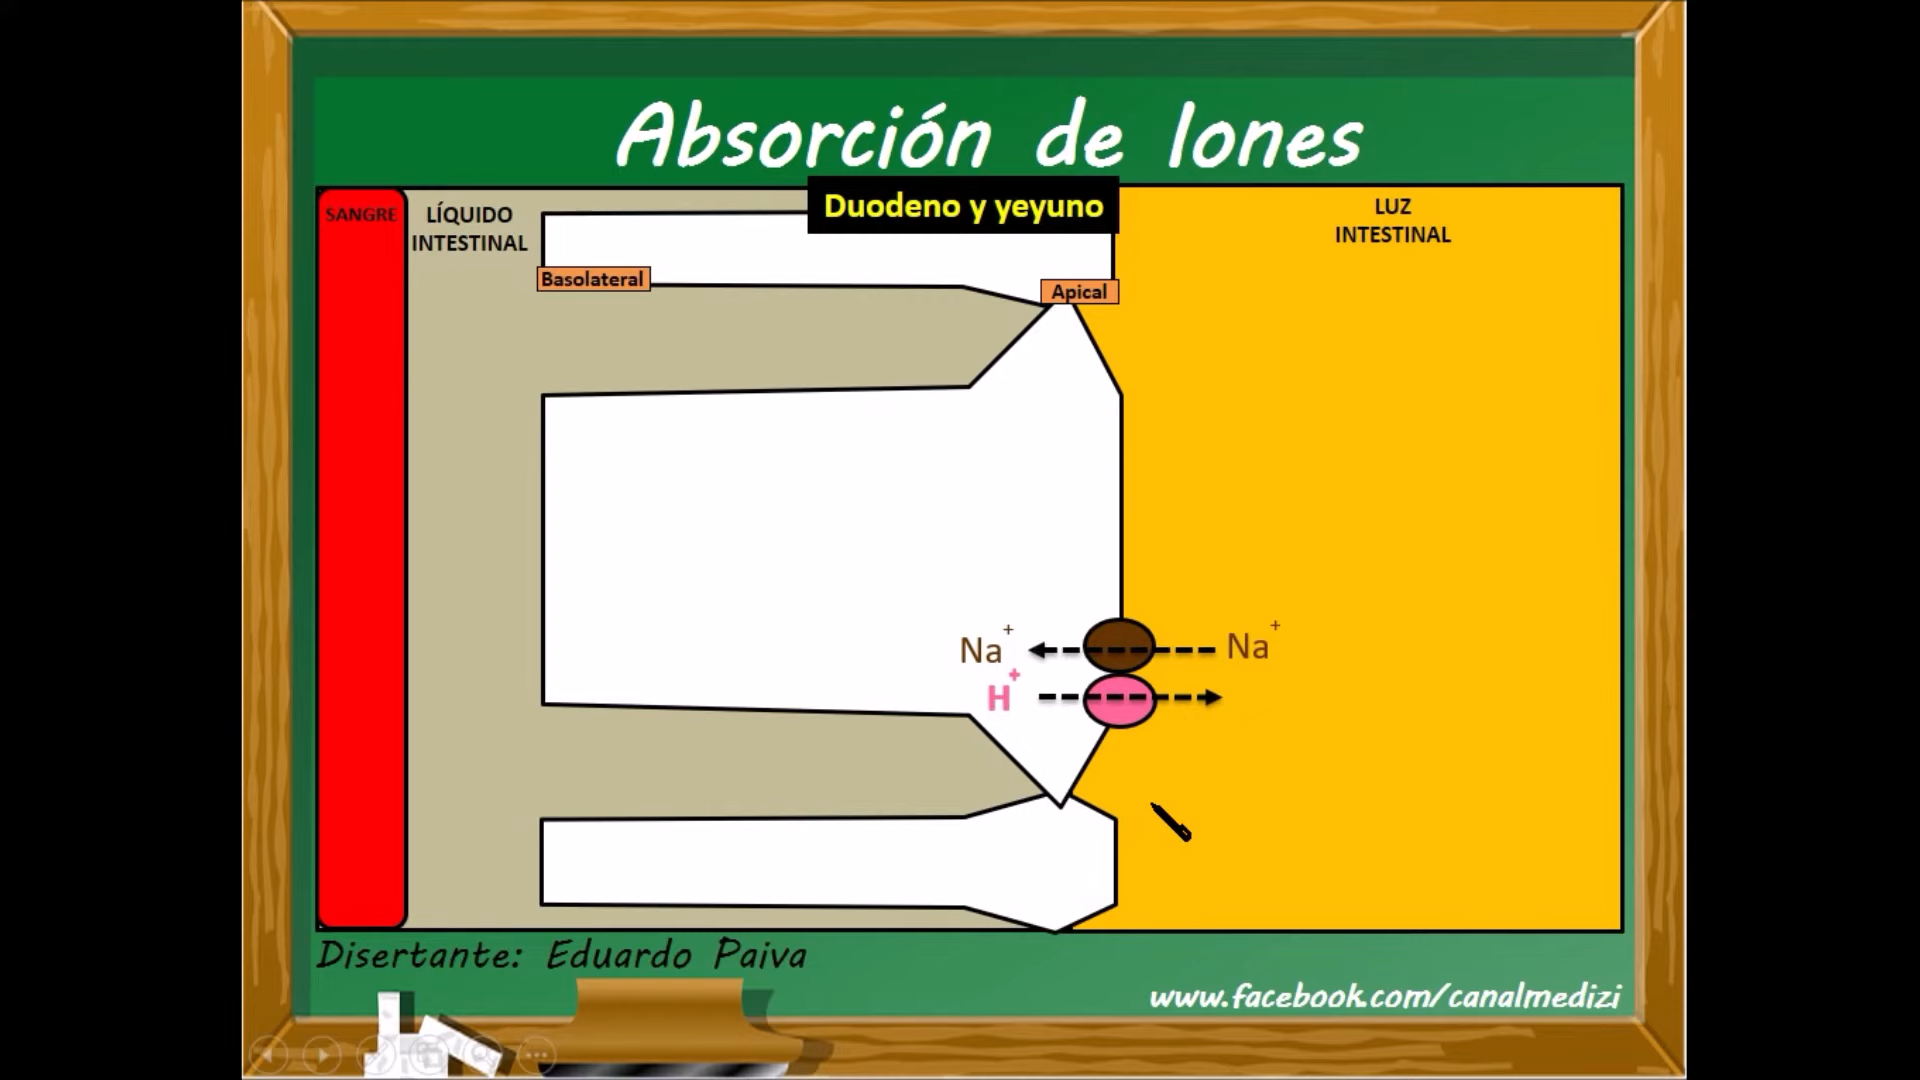 Absorción de Iones
Duodeno y yeyuno
SANGRE
LÍQUIDO
INTESTINAL
LUZ
INTESTINAL
Basolateral
Apical
Na+
Na+
H+
Disertante: Eduardo Paiva
www.facebook.com/canalmedizi